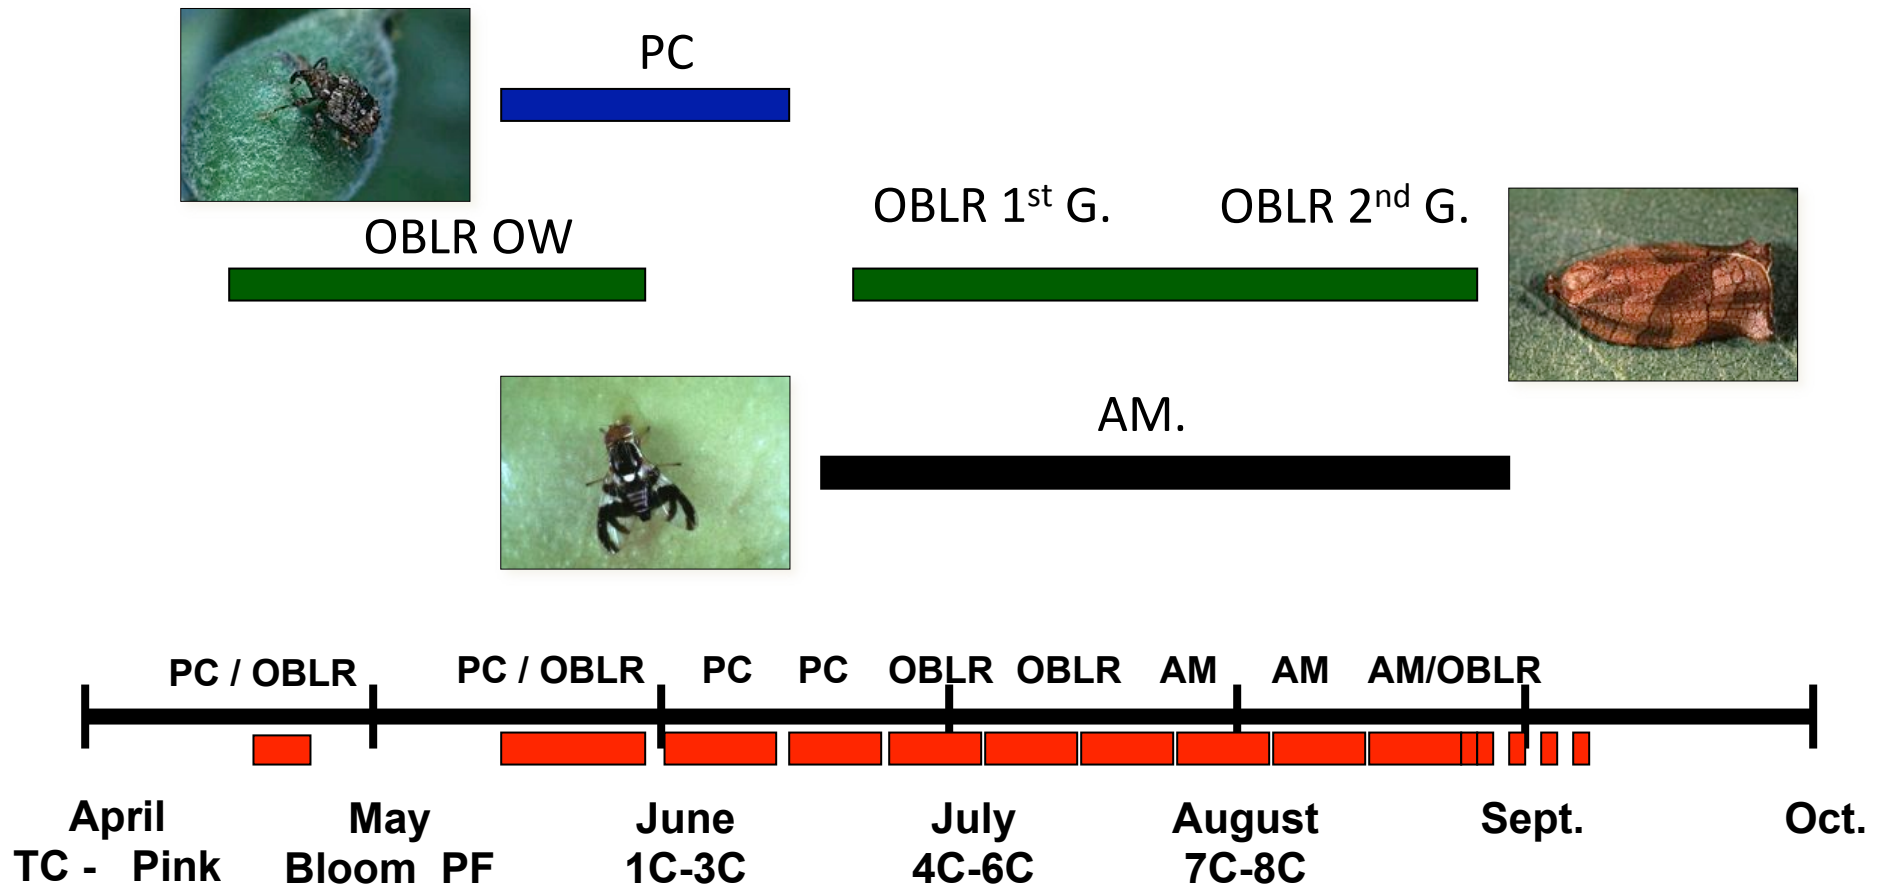 PC
OBLR 1st G.
OBLR 2nd G.
OBLR OW
AM.
PC / OBLR
PC / OBLR
PC
PC
OBLR
OBLR
AM
AM
AM/OBLR
April
May
June
July
August
Sept.
Oct.
TC - Pink
Bloom PF
1C-3C
4C-6C
7C-8C